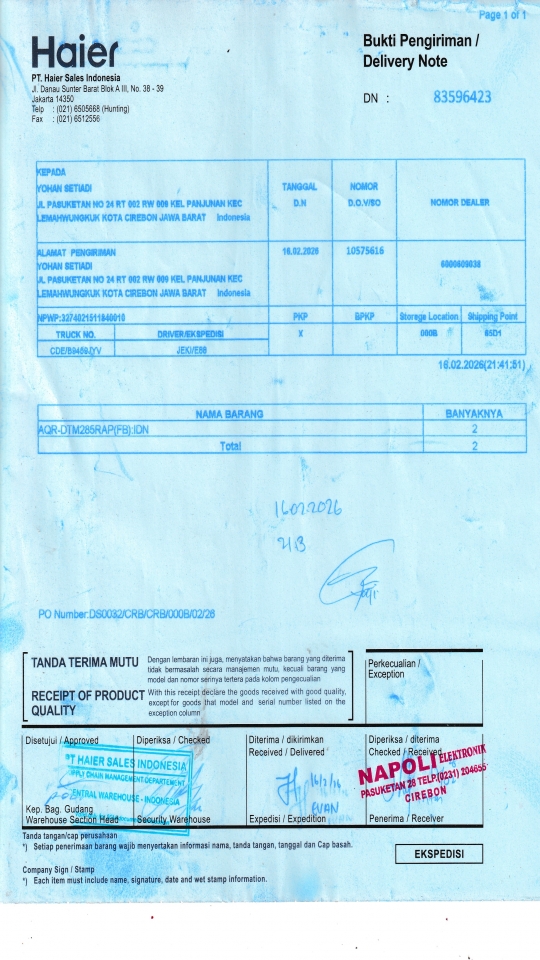 Page 1 of 1
Haier
Bukti Pengiriman /
Delivery Note
PT. Haier Sales Indonesia
Jl. Danau Sunter Barat Blok A III, No. 38 - 39
Jakarta 14350
Telp : (021) 6505668 (Hunting)
Fax : (021) 6512556
DN : 83596423
KEPADA
YOHAN SETIADI
JL PASUKETAN NO 24 RT 002 RW 009 KEL PANJUNAN KEC
LEMAHWUNGKUK KOTA CIREBON JAWA BARAT Indonesia
TANGGAL
D.N
NOMOR
D.O.V/SO
NOMOR DEALER
ALAMAT PENGIRIMAN
YOHAN SETIADI
JL PASUKETAN NO 24 RT 002 RW 009 KEL PANJUNAN KEC
LEMAHWUNGKUK KOTA CIREBON JAWA BARAT Indonesia
16.02.2026
10575616
NPWP:
PKP BPKP Storage Location Shipping Point
TRUCK NO. DRIVER/EKSPEDISI X 000B
JEKI/E88
16.02.2026(21:41:51)
NAMA BARANG BANYAKNYA
AQR-DTM285RAP(FB):IDN 2
Total 2
16.02.2026
PO Number:DS0032/CRB/CRB/000B/02/26
TANDA TERIMA MUTU
Dengan lembaran ini juga, menyatakan bahwa barang yang diterima
tidak bermasalah secara manajemen mutu, kecuali barang yang
model dan nomor serinya tertera pada kolom pengecualian
RECEIPT OF PRODUCT
QUALITY
With this receipt declare the goods received with good quality,
except for goods that model and serial number listed on the
exception column
Perkecualian /
Exception
Disetujui / Approved
Diperiksa / Checked
Diterima / dikirimkan
Received / Delivered
Diperiksa / diterima
Checked / Received
PT HAIER SALES INDONESIA
SUPPLY CHAIN MANAGEMENT DEPARTEMENT
CENTRAL WAREHOUSE - INDONESIA
16/2/26
EVAN
NAPOLI ELEKTRONIK
PASUKETAN 28 TELP.(0231) 204655
CIREBON
Kep. Bag. Gudang
Warehouse Section Head
Security Warehouse
Expedisi / Expedition
Penerima / Receiver
Tanda tangan/cap perusahaan
*) Setiap penerimaan barang wajib menyertakan informasi nama, tanda tangan, tanggal dan Cap basah.
EKSPEDISI
Company Sign / Stamp
*) Each item must include name, signature, date and wet stamp information.